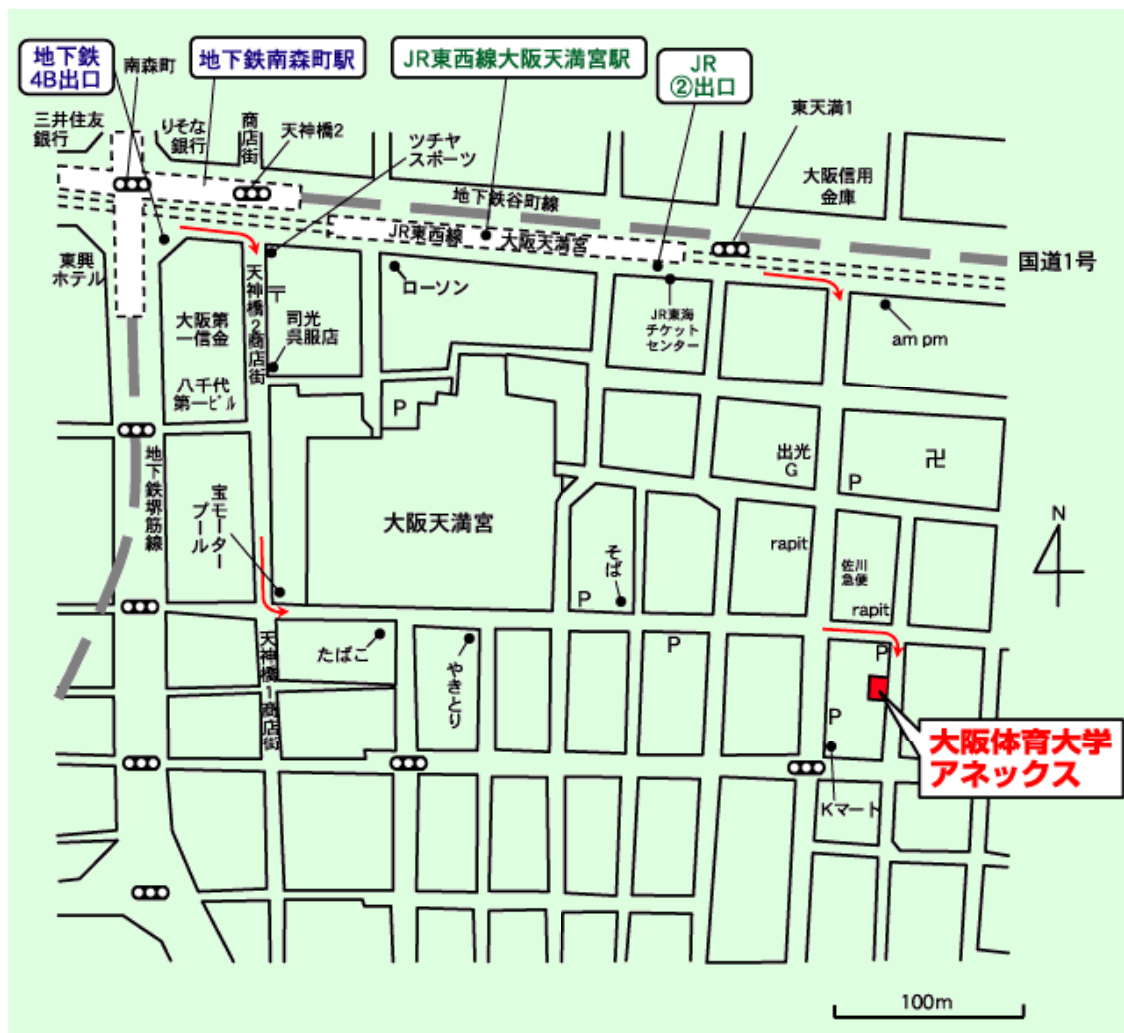 地下鉄
4B出口
南森町
地下鉄南森町駅
JR東西線大阪天満宮駅
JR
②出口
三井住友
銀行
りそな
銀行
商店街
天神橋2
ツチヤ
スポーツ
東天満1
大阪信用
金庫
地下鉄谷町線
JR東西線
大阪天満宮
国道1号
東興
ホテル
天神橋2商店街
〒
大阪第
一信金
司光
呉服店
ローソン
JR東海
チケット
センター
am pm
八千代
第一ビル
P
地下鉄堺筋線
宝モーター
プール
大阪天満宮
出光
G
卍
P
N
rapit
そば
P
佐川
急便
rapit
天神橋1商店街
たばこ
やきとり
P
P
P
大阪体育大学
アネックス
Kマート
100m